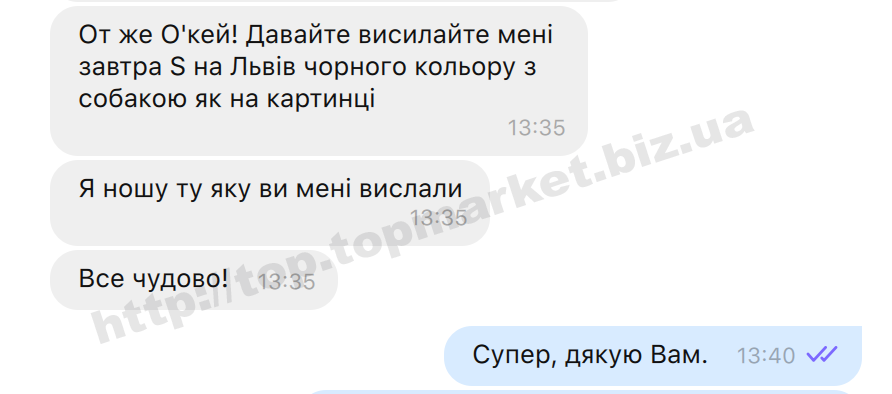 От же О'кей! Давайте висилайте мені
завтра S на Львів чорного кольору з
собакою як на картинці
13:35
Я ношу ту яку ви мені вислали
13:35
Все чудово! 13:35
http://top.topmarket.biz.ua
Супер, дякую Вам. 13:40